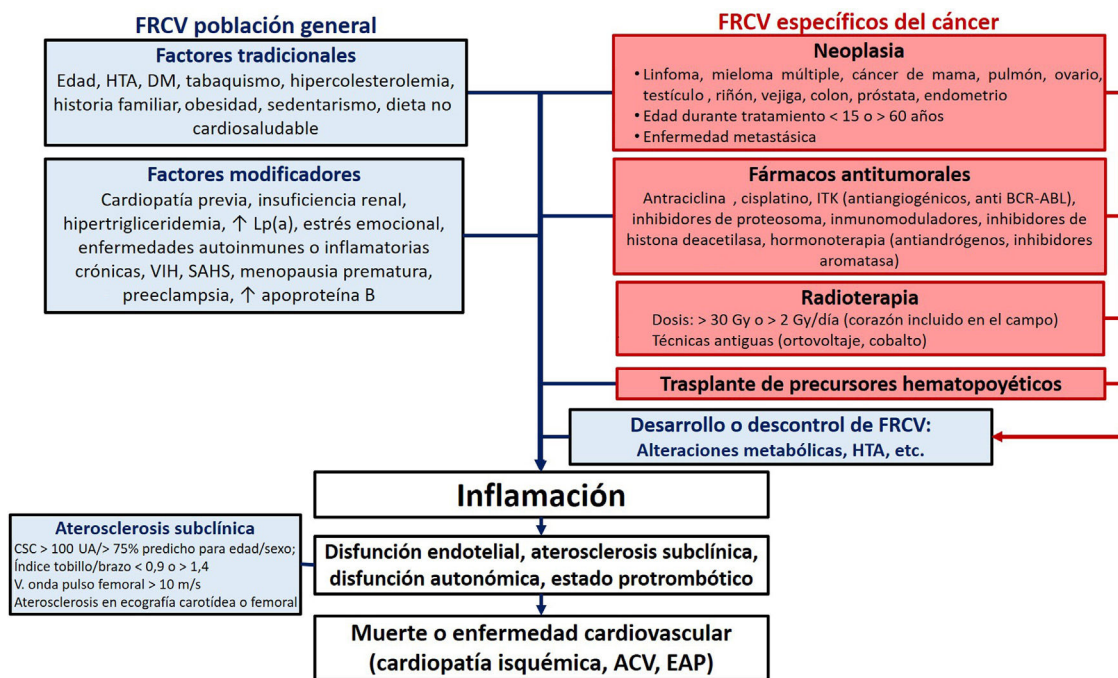 FRCV población general
Factores tradicionales
Edad, HTA, DM, tabaquismo, hipercolesterolemia,
historia familiar, obesidad, sedentarismo, dieta no
cardiosaludable
Factores modificadores
Cardiopatía previa, insuficiencia renal,
hipertrigliceridemia, ↑ Lp(a), estrés emocional,
enfermedades autoinmunes o inflamatorias
crónicas, VIH, SAHS, menopausia prematura,
preeclampsia, ↑ apoproteína B
FRCV específicos del cáncer
Neoplasia
• Linfoma, mieloma múltiple, cáncer de mama, pulmón, ovario,
testículo , riñón, vejiga, colon, próstata, endometrio
• Edad durante tratamiento < 15 o > 60 años
• Enfermedad metastásica
Fármacos antitumorales
Antraciclina , cisplatino, ITK (antiangiogénicos, anti BCR-ABL),
inhibidores de proteosoma, inmunomoduladores, inhibidores de
histona deacetilasa, hormonoterapia (antiandrógenos, inhibidores
aromatasa)
Radioterapia
Dosis: > 30 Gy o > 2 Gy/día (corazón incluido en el campo)
Técnicas antiguas (ortovoltaje, cobalto)
Trasplante de precursores hematopoyéticos
Desarrollo o descontrol de FRCV:
Alteraciones metabólicas, HTA, etc.
Inflamación
Aterosclerosis subclínica
CSC > 100 UA/> 75% predicho para edad/sexo;
Índice tobillo/brazo < 0,9 o > 1,4
V. onda pulso femoral > 10 m/s
Aterosclerosis en ecografía carotídea o femoral
Disfunción endotelial, aterosclerosis subclínica,
disfunción autonómica, estado protrombótico
Muerte o enfermedad cardiovascular
(cardiopatía isquémica, ACV, EAP)